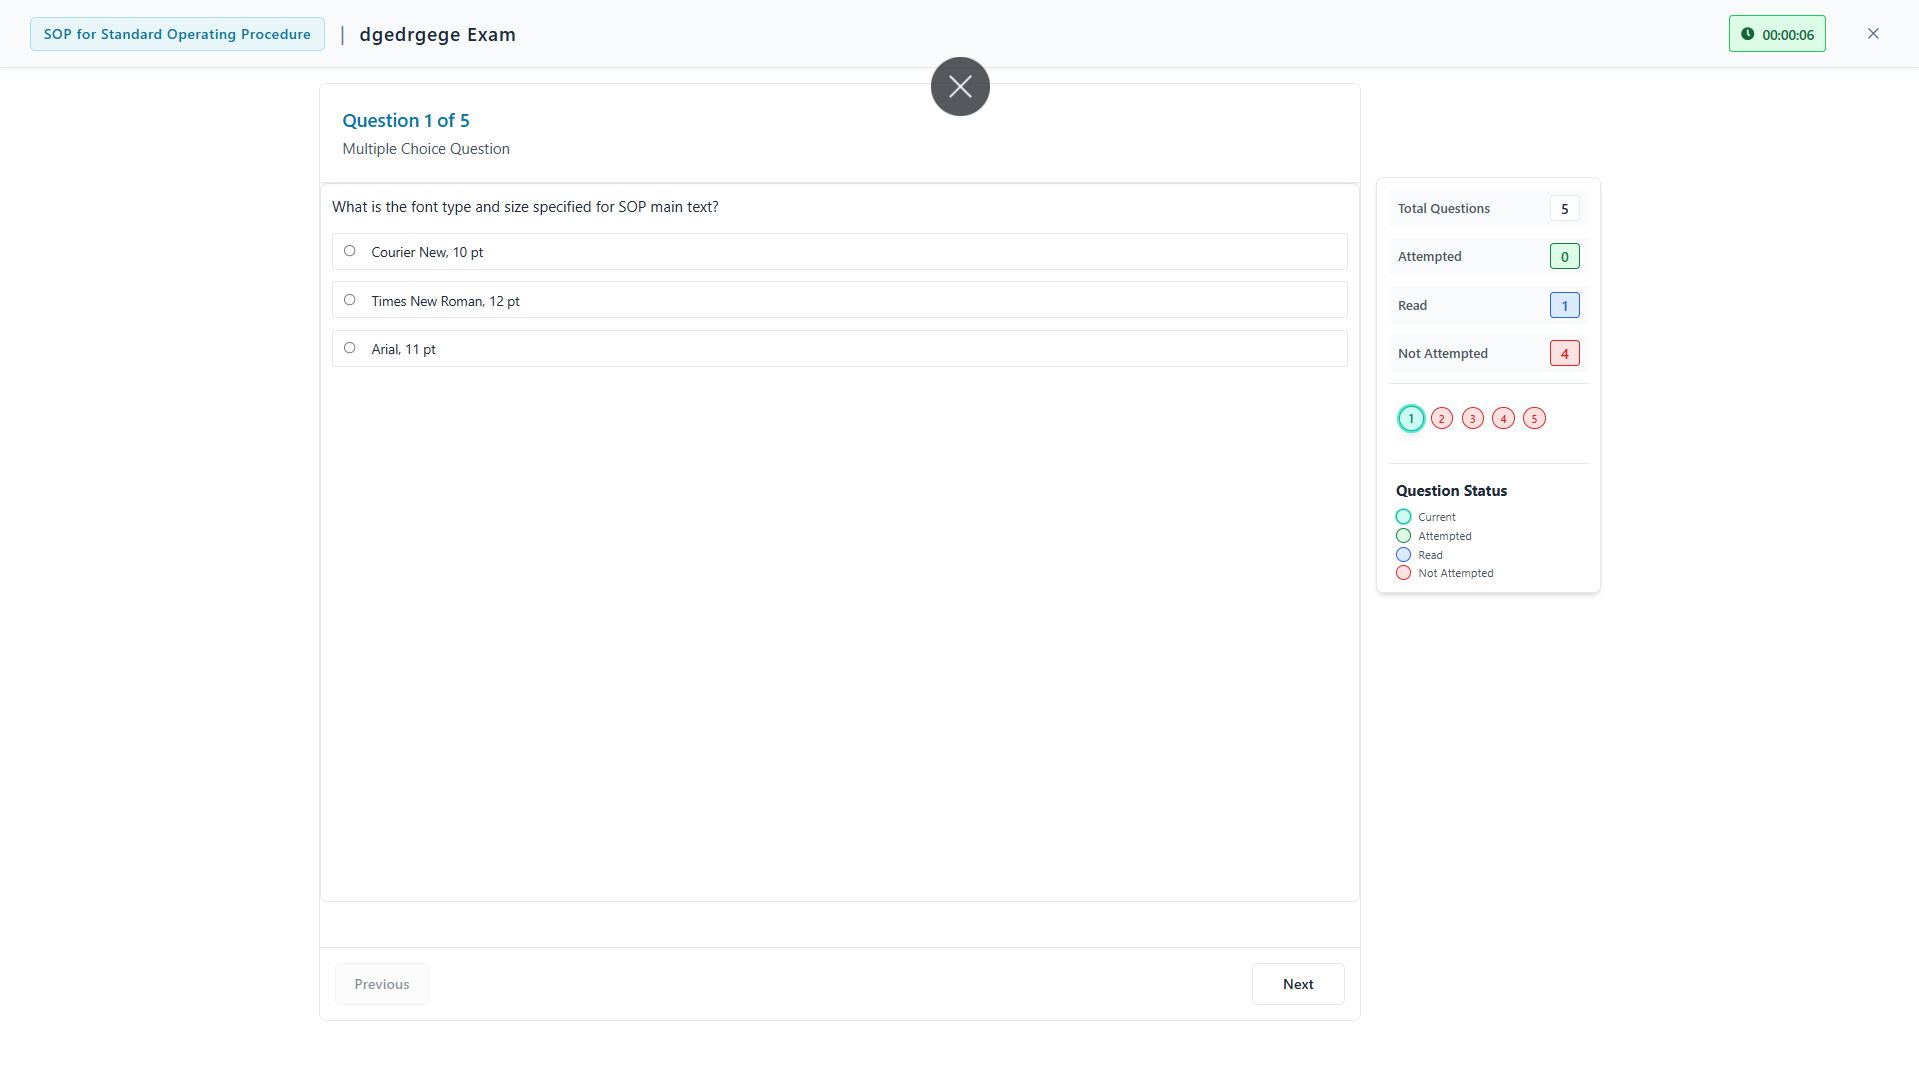 SOP for Standard Operating Procedure | dgedrgege Exam
00:00:06
Question 1 of 5
Multiple Choice Question
What is the font type and size specified for SOP main text?
Courier New, 10 pt
Times New Roman, 12 pt
Arial, 11 pt
Previous
Next
Total Questions 5
Attempted 0
Read 1
Not Attempted 4
1 2 3 4 5
Question Status
Current
Attempted
Read
Not Attempted